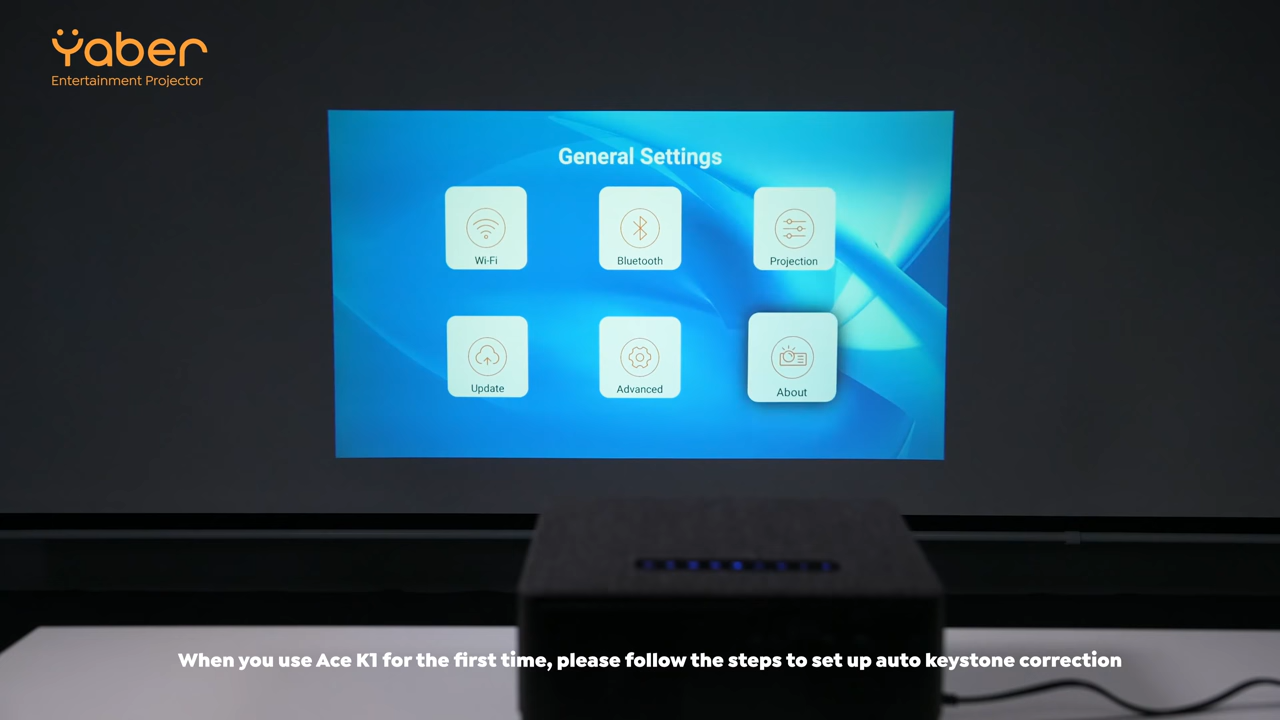 Yaber
Entertainment Projector
General Settings
Wi-Fi
Bluetooth
Projection
Update
Advanced
About
When you use Ace K1 for the first time, please follow the steps to set up auto keystone correction